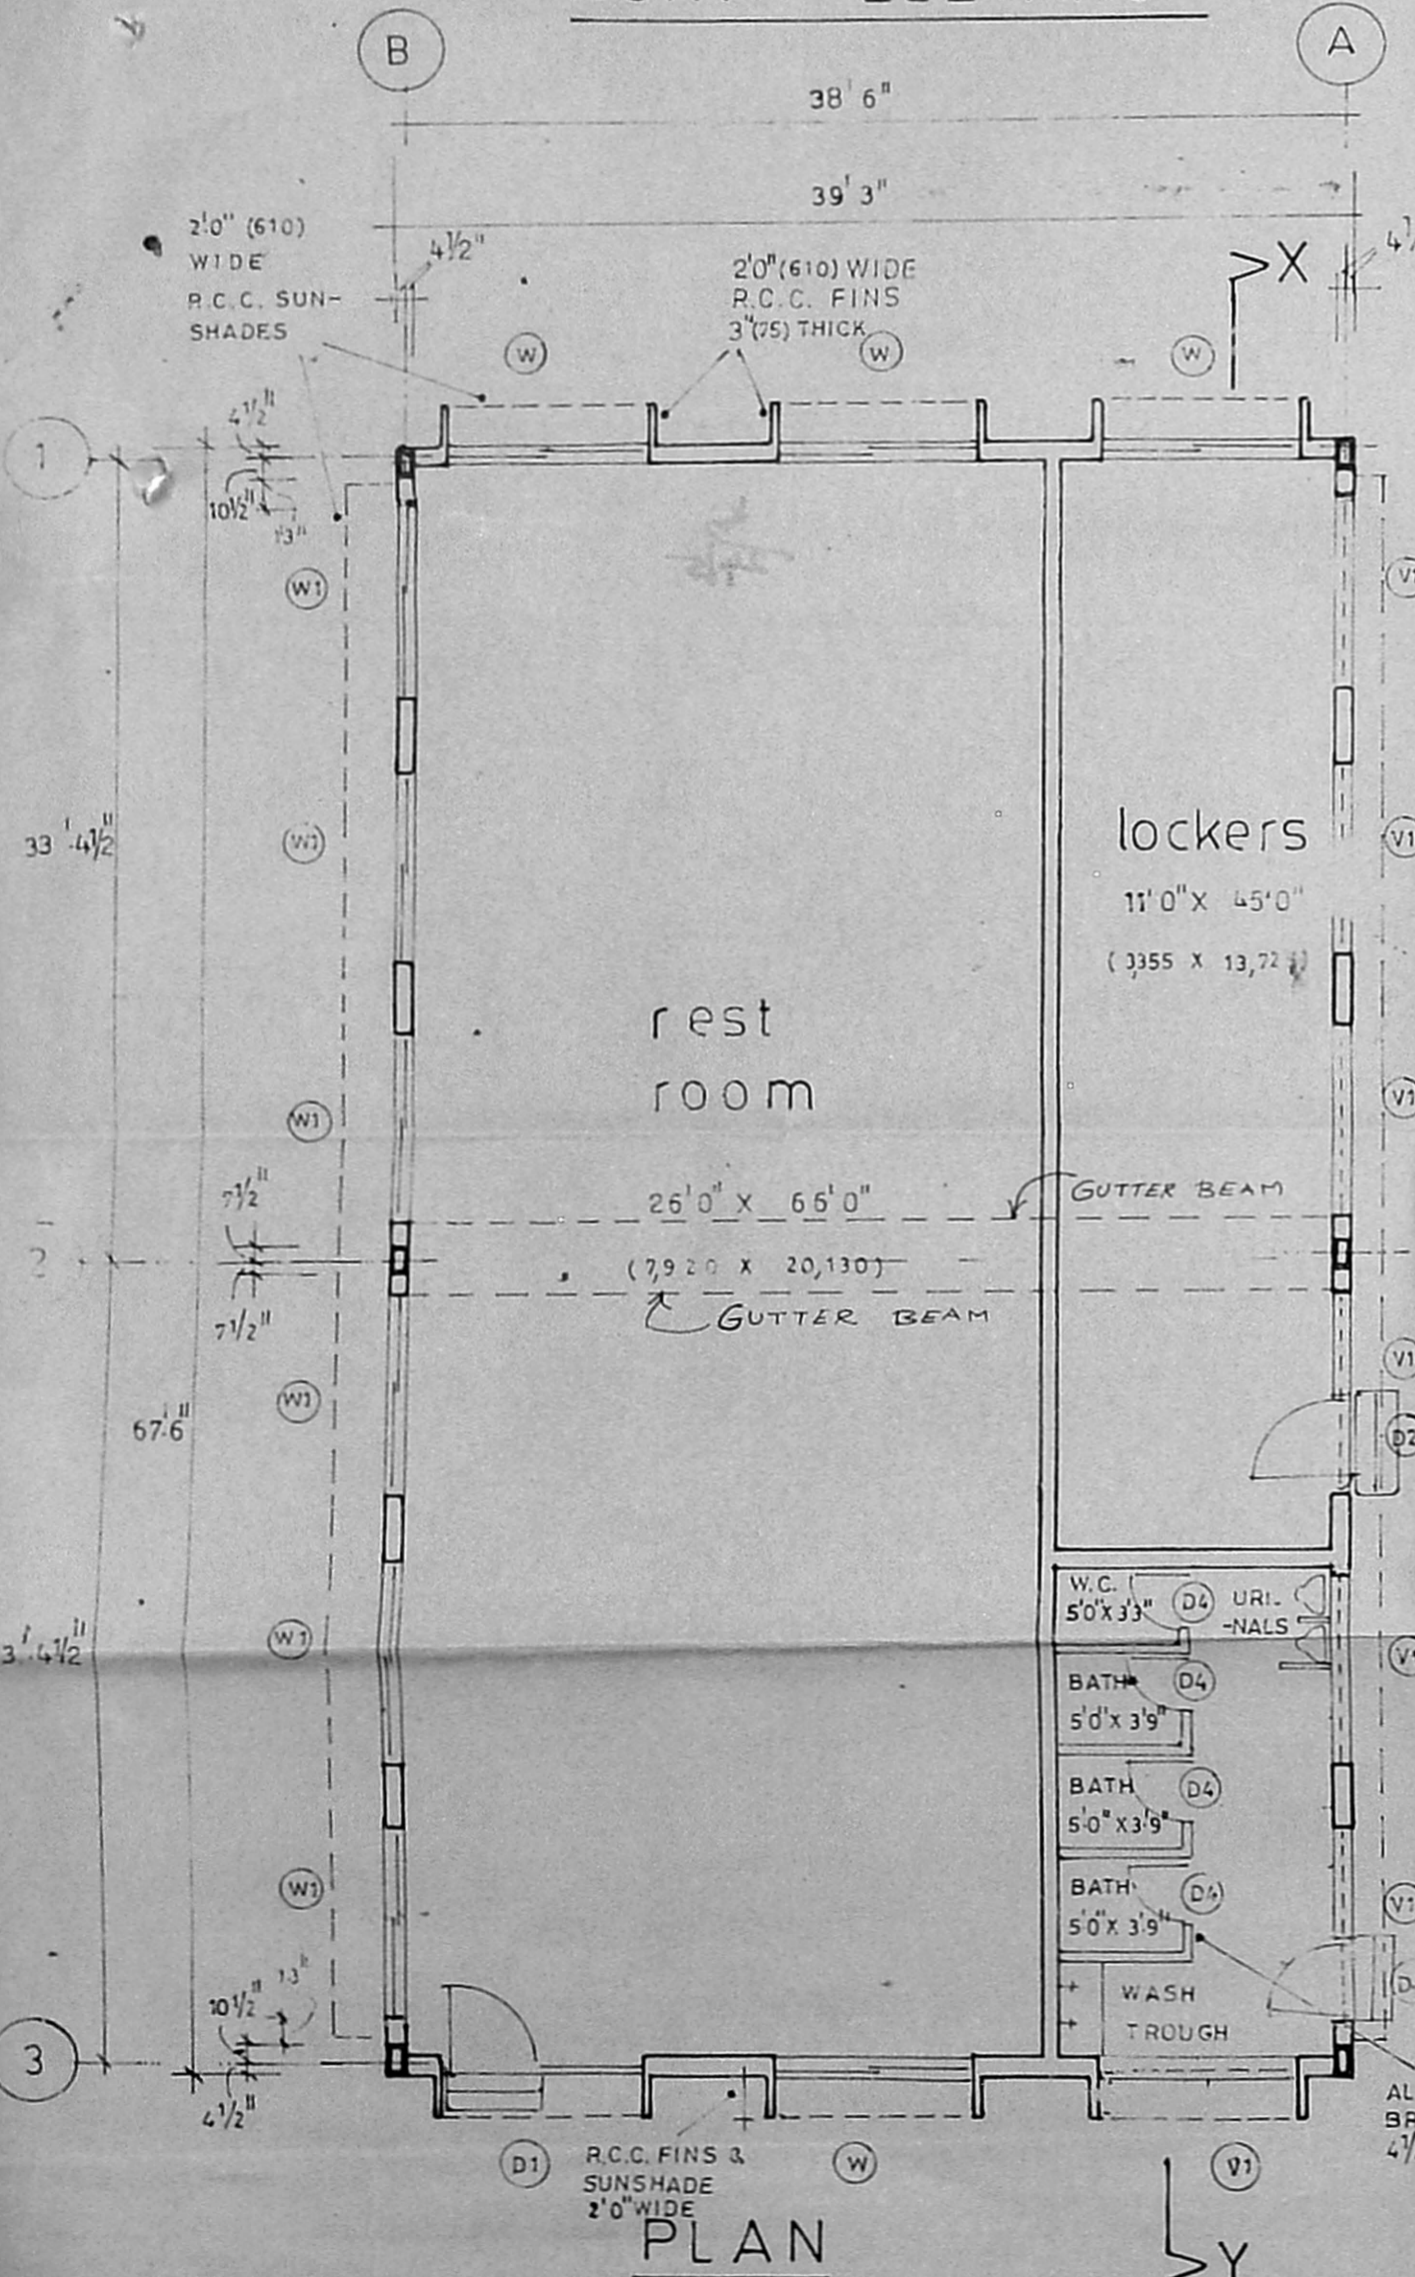 B
A
38' 6"
39' 3"
2'0" (610)
WIDE
R.C.C. SUN-
SHADES
4½"
2'0" (610) WIDE
R.C.C. FINS
3" (75) THICK
X
W
W
W
4½"
1
10½"
1'3"
W1
V1
33' 4½"
W1
lockers
V1
11'0" X 45'0"
rest
room
W1
V1
7½"
26'0" X 66'0"
GUTTER BEAM
2
(7,920 X 20,130)
7½"
GUTTER BEAM
V1
W1
67'6"
D2
W.C.
5'0" X 3'3"
D4
URI-
-NALS
W1
BATH
5'0" X 3'9"
D4
BATH
5'0" X 3'9"
D4
W1
BATH
5'0" X 3'9"
D4
V1
10½"
1'3"
WASH
TROUGH
3
4½"
D1
R.C.C. FINS &
SUNSHADE
2'0" WIDE
W
V1
PLAN
Y